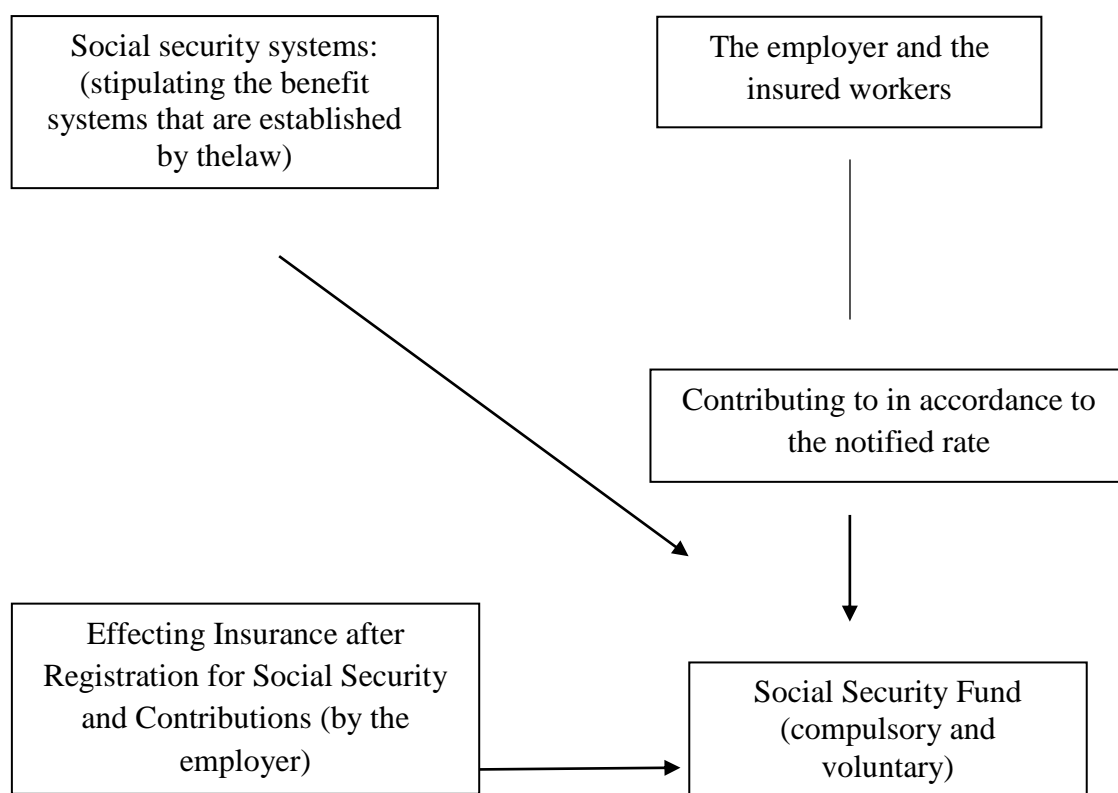 Social security systems:
(stipulating the benefit
systems that are established
by thelaw)
The employer and the
insured workers
Contributing to in accordance to
the notified rate
Effecting Insurance after
Registration for Social Security
and Contributions (by the
employer)
Social Security Fund
(compulsory and
voluntary)